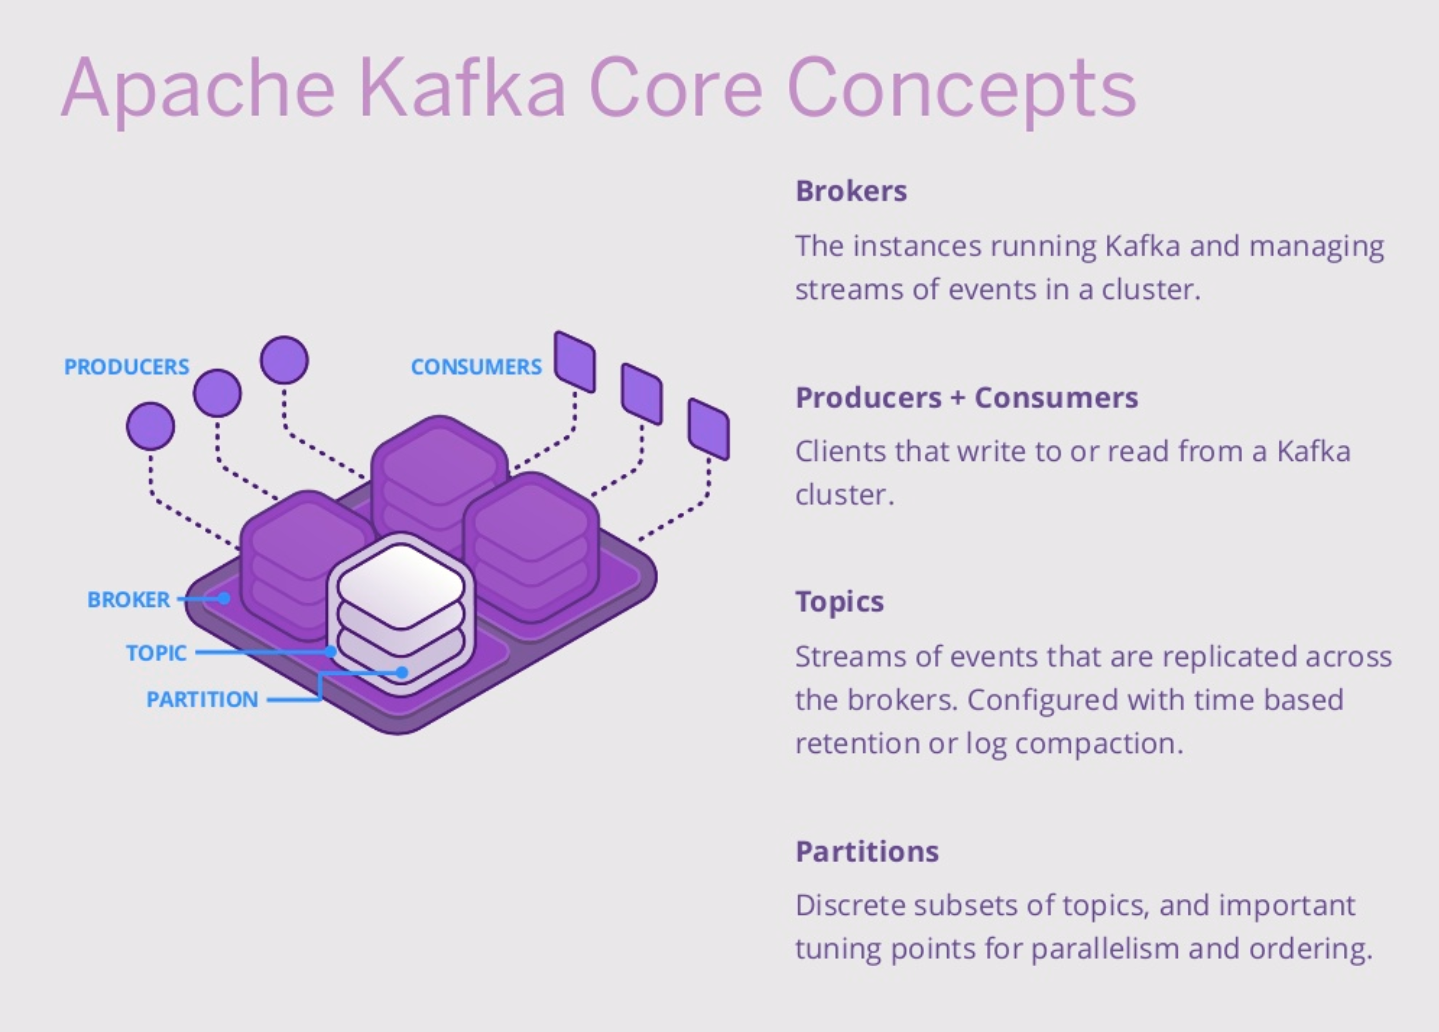 Apache Kafka Core Concepts
PRODUCERS
CONSUMERS
BROKER
TOPIC
PARTITION
Brokers
The instances running Kafka and managing
streams of events in a cluster.
Producers + Consumers
Clients that write to or read from a Kafka
cluster.
Topics
Streams of events that are replicated across
the brokers. Configured with time based
retention or log compaction.
Partitions
Discrete subsets of topics, and important
tuning points for parallelism and ordering.